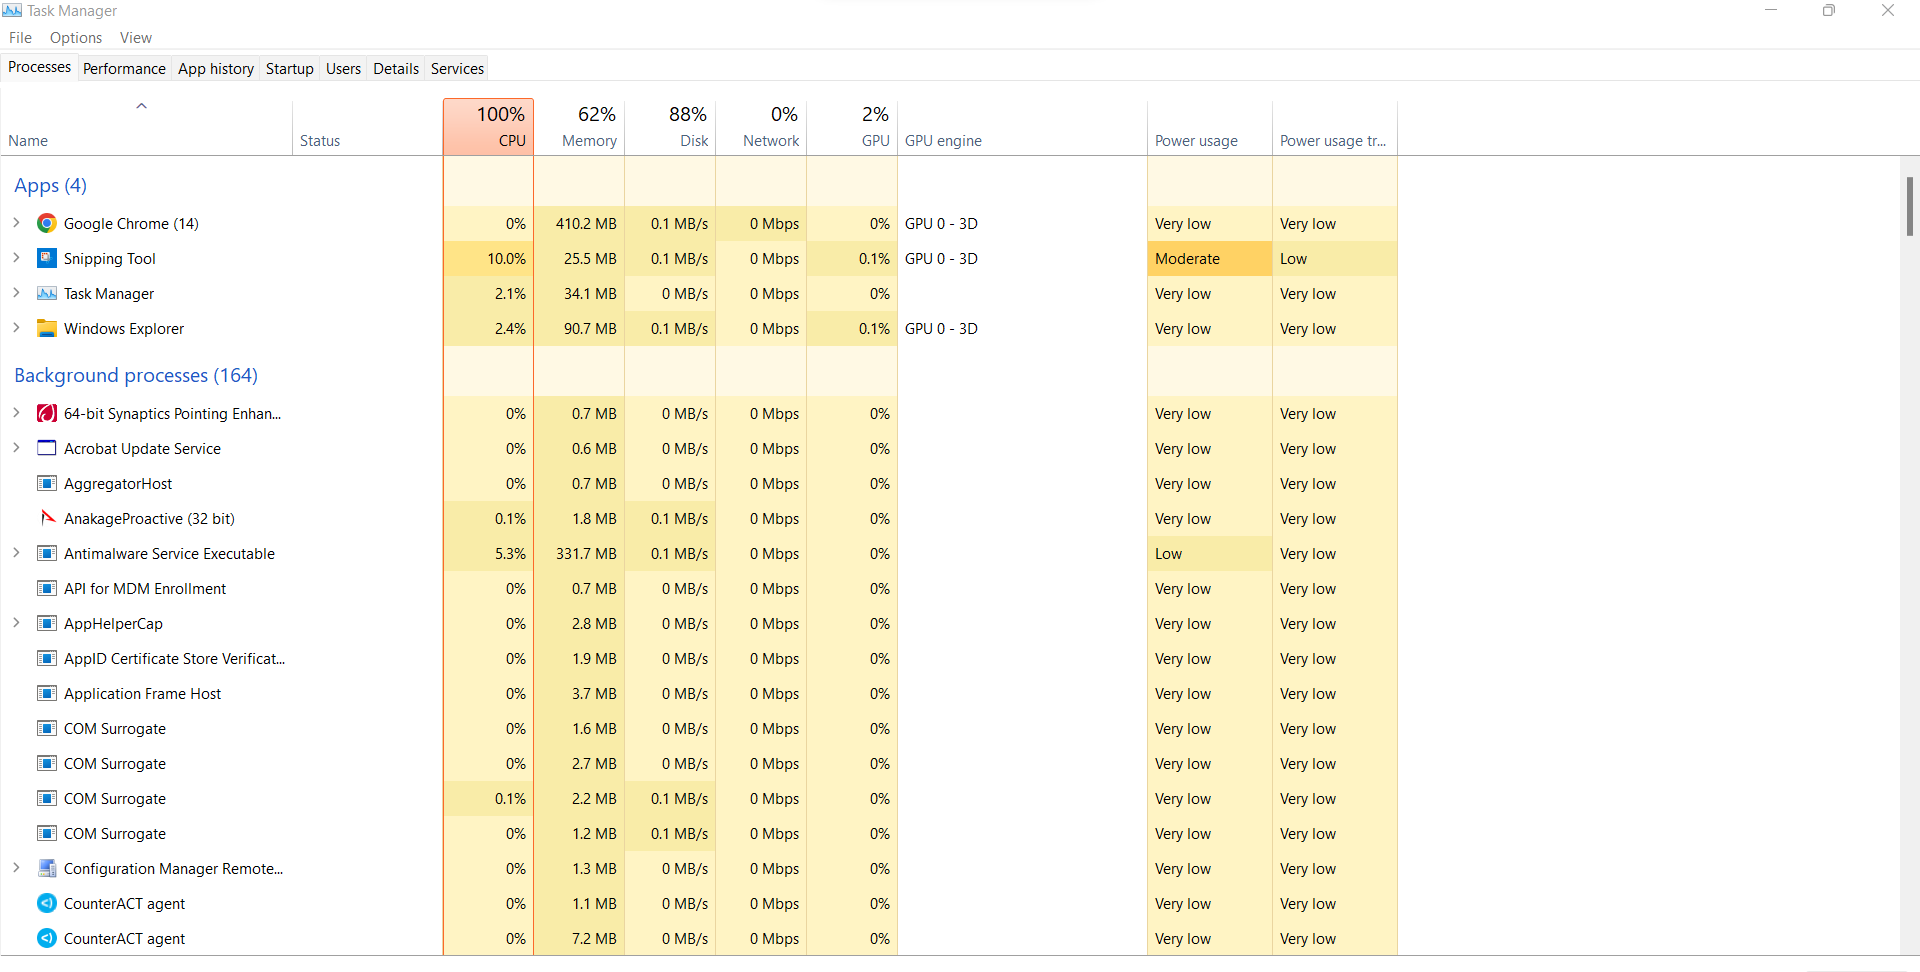 Task Manager
File Options View
Processes Performance App history Startup Users Details Services
100% 62% 88% 0% 2%
Name Status CPU Memory Disk Network GPU GPU engine Power usage Power usage tr...
Apps (4)
Google Chrome (14) 0% 410.2 MB 0.1 MB/s 0 Mbps 0% GPU 0 - 3D Very low Very low
Snipping Tool 10.0% 25.5 MB 0.1 MB/s 0 Mbps 0.1% GPU 0 - 3D Moderate Low
Task Manager 2.1% 34.1 MB 0 MB/s 0 Mbps 0% Very low Very low
Windows Explorer 2.4% 90.7 MB 0.1 MB/s 0 Mbps 0.1% GPU 0 - 3D Very low Very low
Background processes (164)
64-bit Synaptics Pointing Enhan... 0% 0.7 MB 0 MB/s 0 Mbps 0% Very low Very low
Acrobat Update Service 0% 0.6 MB 0 MB/s 0 Mbps 0% Very low Very low
AggregatorHost 0% 0.7 MB 0 MB/s 0 Mbps 0% Very low Very low
AnakageProactive (32 bit) 0.1% 1.8 MB 0.1 MB/s 0 Mbps 0% Very low Very low
Antimalware Service Executable 5.3% 331.7 MB 0.1 MB/s 0 Mbps 0% Low Very low
API for MDM Enrollment 0% 0.7 MB 0 MB/s 0 Mbps 0% Very low Very low
AppHelperCap 0% 2.8 MB 0 MB/s 0 Mbps 0% Very low Very low
AppID Certificate Store Verificat... 0% 1.9 MB 0 MB/s 0 Mbps 0% Very low Very low
Application Frame Host 0% 3.7 MB 0 MB/s 0 Mbps 0% Very low Very low
COM Surrogate 0% 1.6 MB 0 MB/s 0 Mbps 0% Very low Very low
COM Surrogate 0% 2.7 MB 0 MB/s 0 Mbps 0% Very low Very low
COM Surrogate 0.1% 2.2 MB 0.1 MB/s 0 Mbps 0% Very low Very low
COM Surrogate 0% 1.2 MB 0.1 MB/s 0 Mbps 0% Very low Very low
Configuration Manager Remote... 0% 1.3 MB 0 MB/s 0 Mbps 0% Very low Very low
CounterACT agent 0% 1.1 MB 0 MB/s 0 Mbps 0% Very low Very low
CounterACT agent 0% 7.2 MB 0 MB/s 0 Mbps 0% Very low Very low